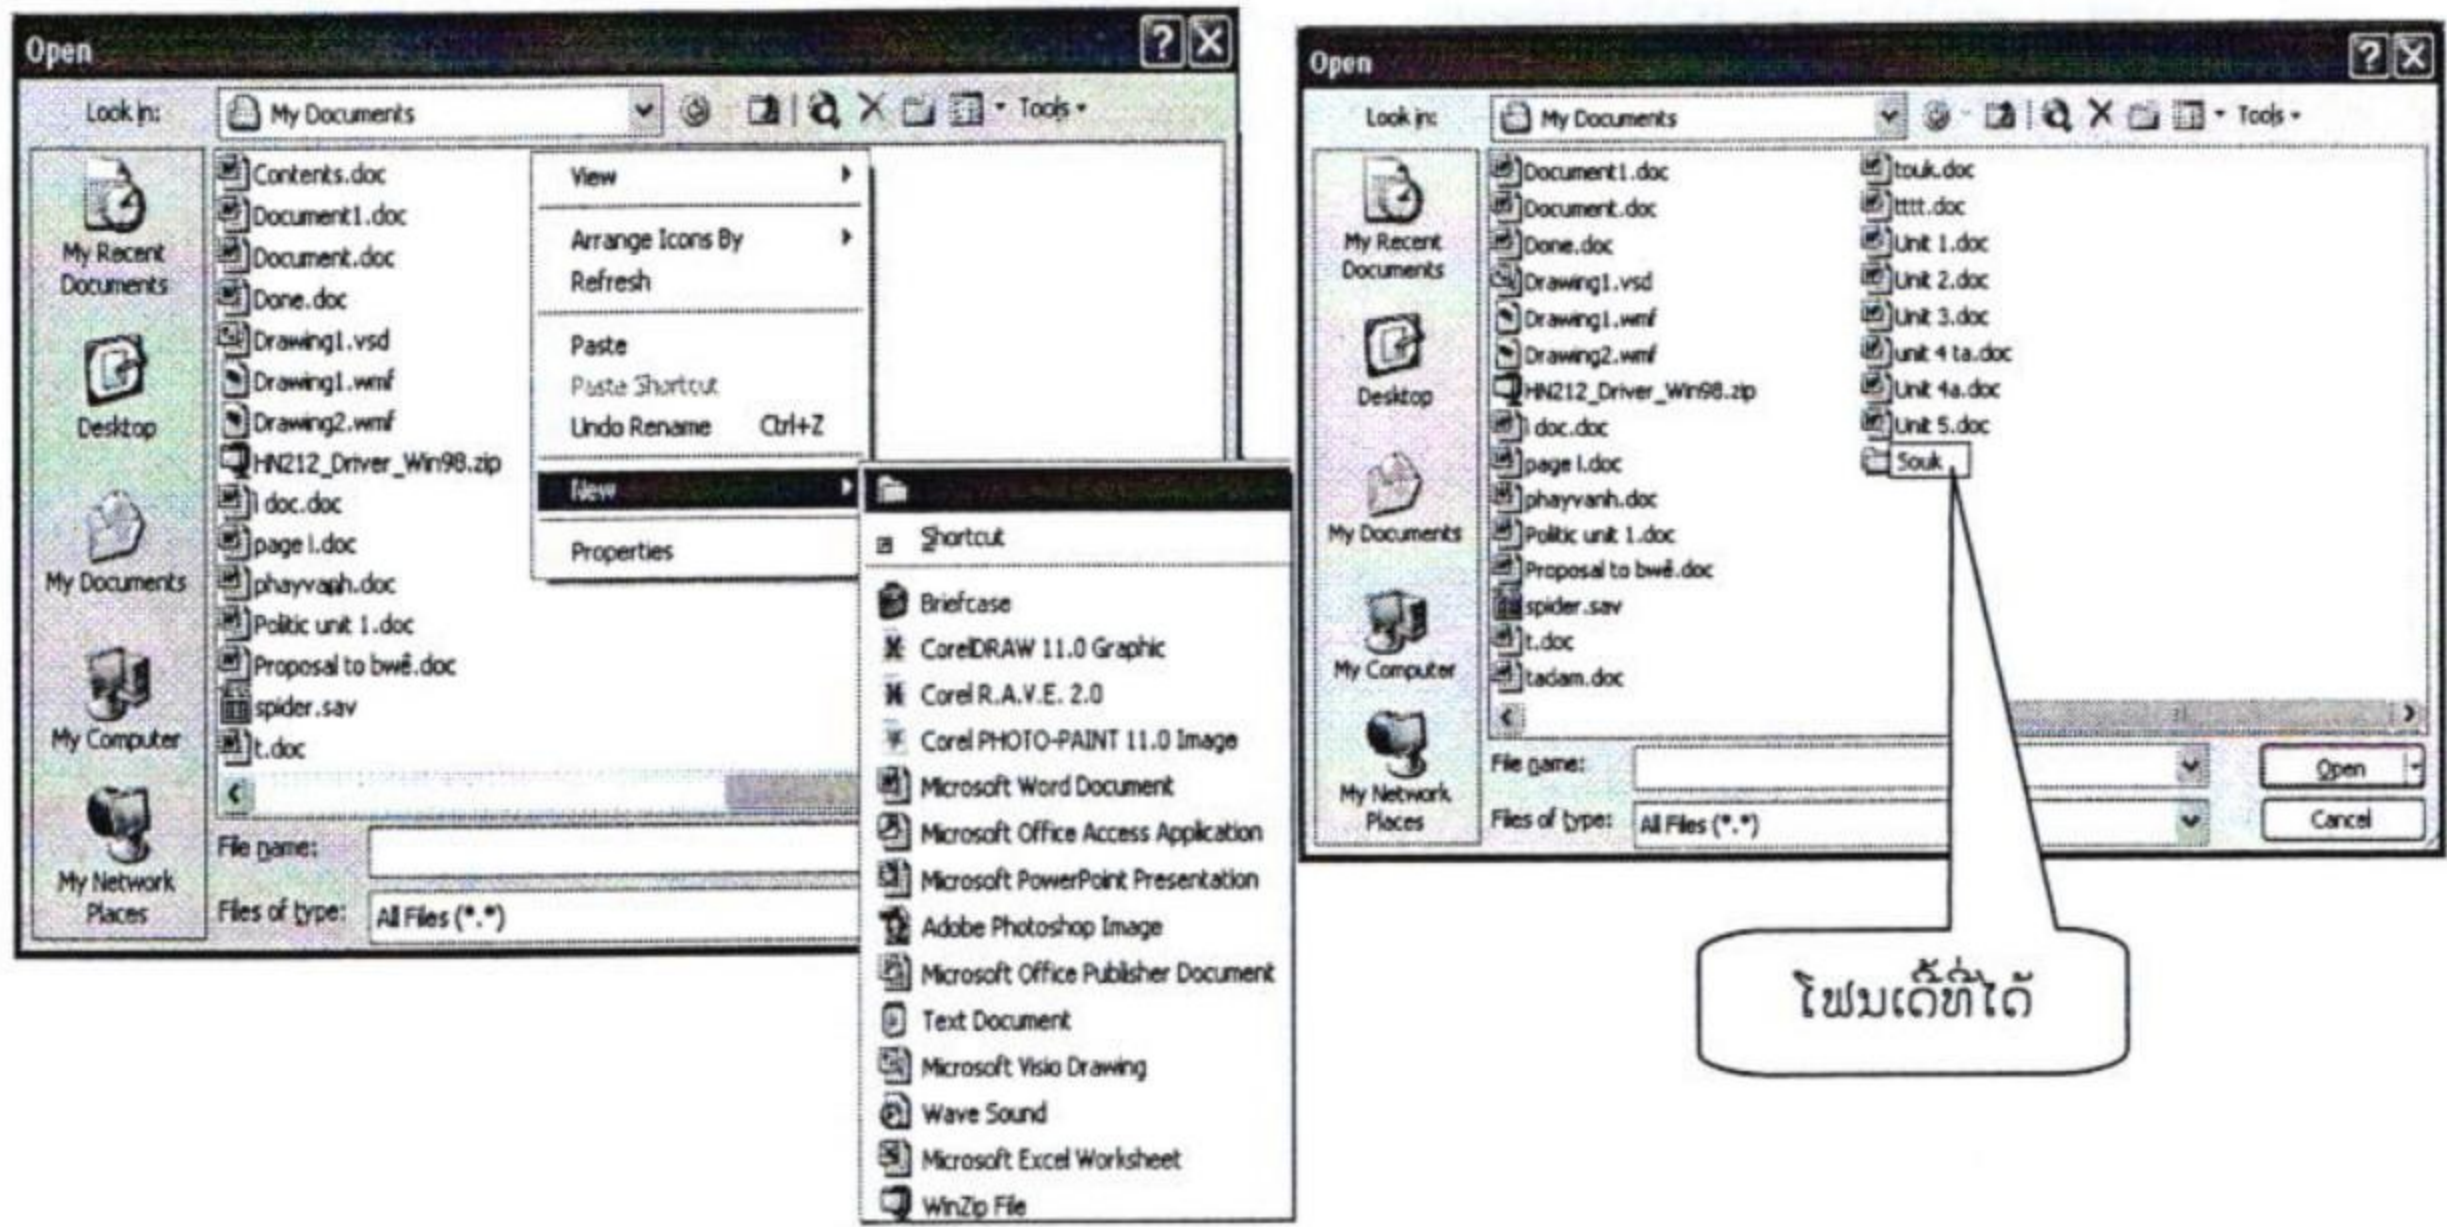 Open
Look in:
My Documents
Tools
My Recent
Documents
Desktop
My Documents
My Computer
My Network
Places
Contents.doc
Document1.doc
Document.doc
Done.doc
Drawing1.vsd
Drawing1.wmf
Drawing2.wmf
HN212_Driver_Win98.zip
l doc.doc
page l.doc
phayvanh.doc
Politic unit 1.doc
Proposal to bwê.doc
spider.sav
t.doc
File name:
Files of type:
All Files (*.*)
View
Arrange Icons By
Refresh
Paste
Paste Shortcut
Undo Rename Ctrl+Z
New
Properties
Shortcut
Briefcase
CorelDRAW 11.0 Graphic
Corel R.A.V.E. 2.0
Corel PHOTO-PAINT 11.0 Image
Microsoft Word Document
Microsoft Office Access Application
Microsoft PowerPoint Presentation
Adobe Photoshop Image
Microsoft Office Publisher Document
Text Document
Microsoft Visio Drawing
Wave Sound
Microsoft Excel Worksheet
WinZip File
Open
Look in:
My Documents
Tools
My Recent
Documents
Desktop
My Documents
My Computer
My Network
Places
Document1.doc
Document.doc
Done.doc
Drawing1.vsd
Drawing1.wmf
Drawing2.wmf
HN212_Driver_Win98.zip
l doc.doc
page l.doc
phayvanh.doc
Politic unit 1.doc
Proposal to bwê.doc
spider.sav
t.doc
tadam.doc
touk.doc
tttt.doc
Unit 1.doc
Unit 2.doc
Unit 3.doc
unit 4 ta.doc
Unit 4a.doc
Unit 5.doc
Souk
File name:
Open
Files of type:
All Files (*.*)
Cancel
ໂຟນເດີ້ທີ່ໄດ້